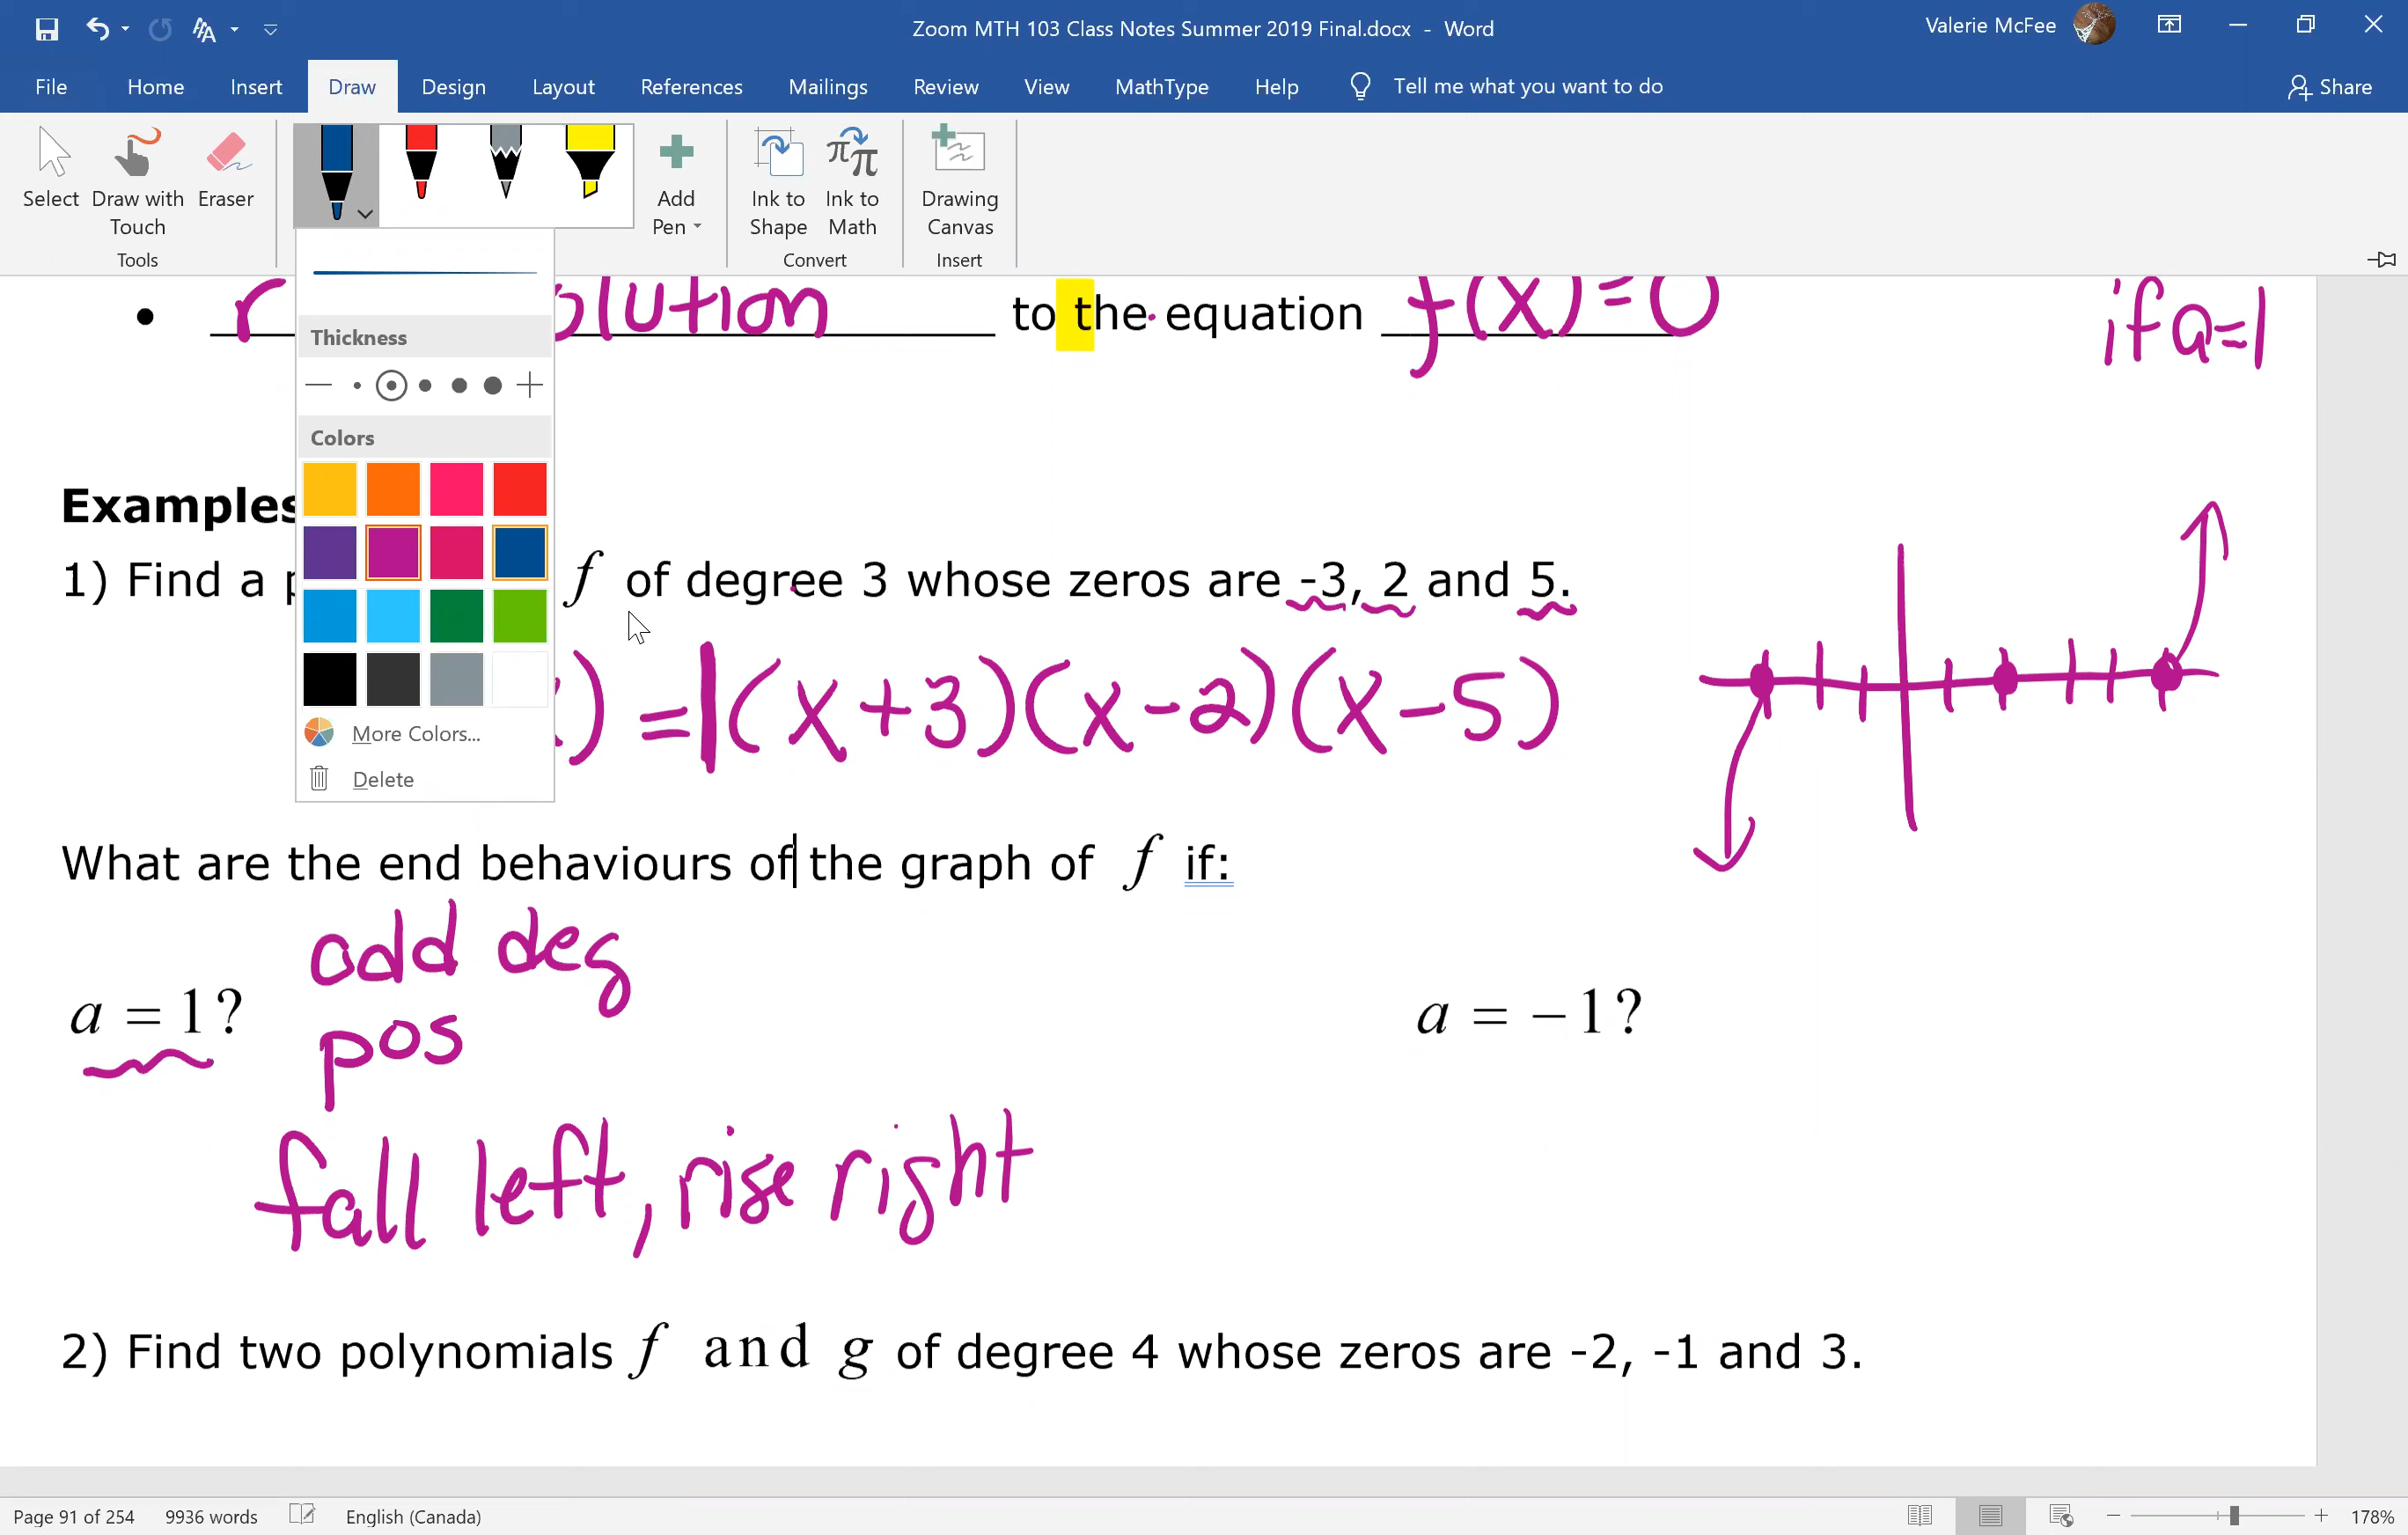 Zoom MTH 103 Class Notes Summer 2019 Final.docx - Word
Valerie McFee
File Home Insert Draw Design Layout References Mailings Review View MathType Help Tell me what you want to do Share
Select Draw with Touch Eraser
Add Pen
Ink to Shape Ink to Math
Drawing Canvas
Tools Convert Insert
to the equation f(x)=0
if a=1
Thickness
Colors
More Colors...
Delete
Examples
1) Find a f of degree 3 whose zeros are -3, 2 and 5.
) =1(x+3)(x-2)(x-5)
What are the end behaviours of the graph of f if:
odd deg
a = 1?
pos
a = −1?
fall left, rise right
2) Find two polynomials f and g of degree 4 whose zeros are -2, -1 and 3.
Page 91 of 254 9936 words English (Canada) 178%